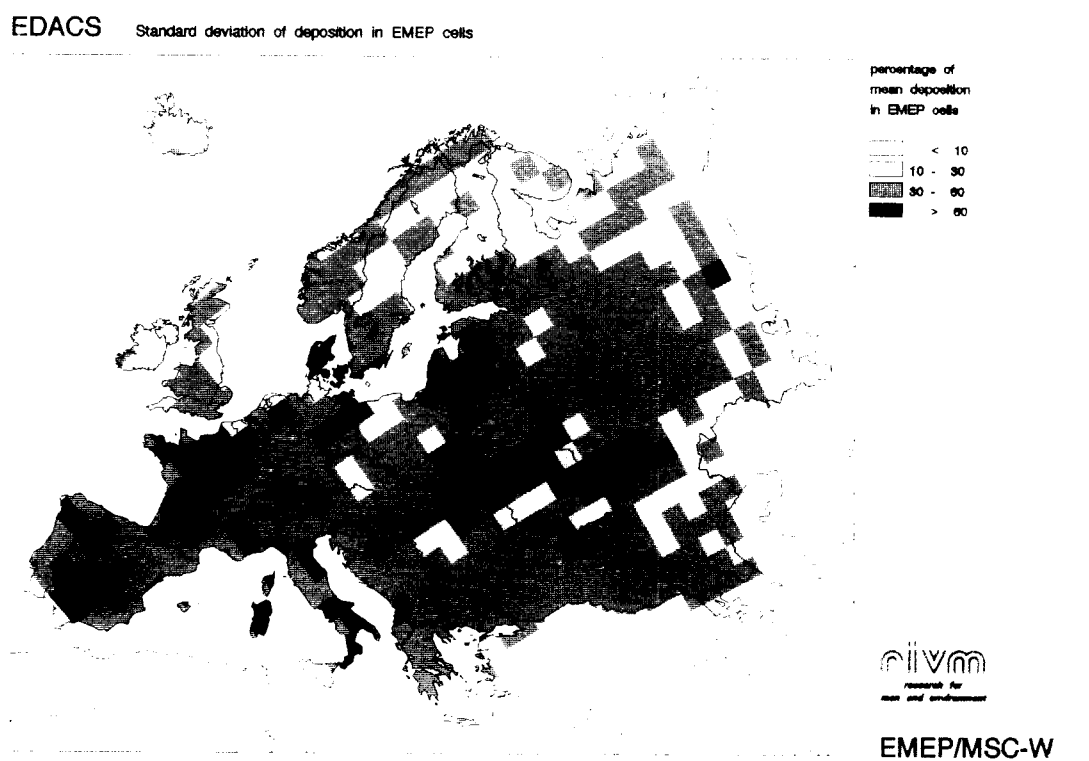 EDACS
Standard deviation of deposition in EMEP cells
percentage of
mean deposition
in EMEP cells
< 10
10 - 30
30 - 60
> 60
rivm
research for
man and environment
EMEP/MSC-W